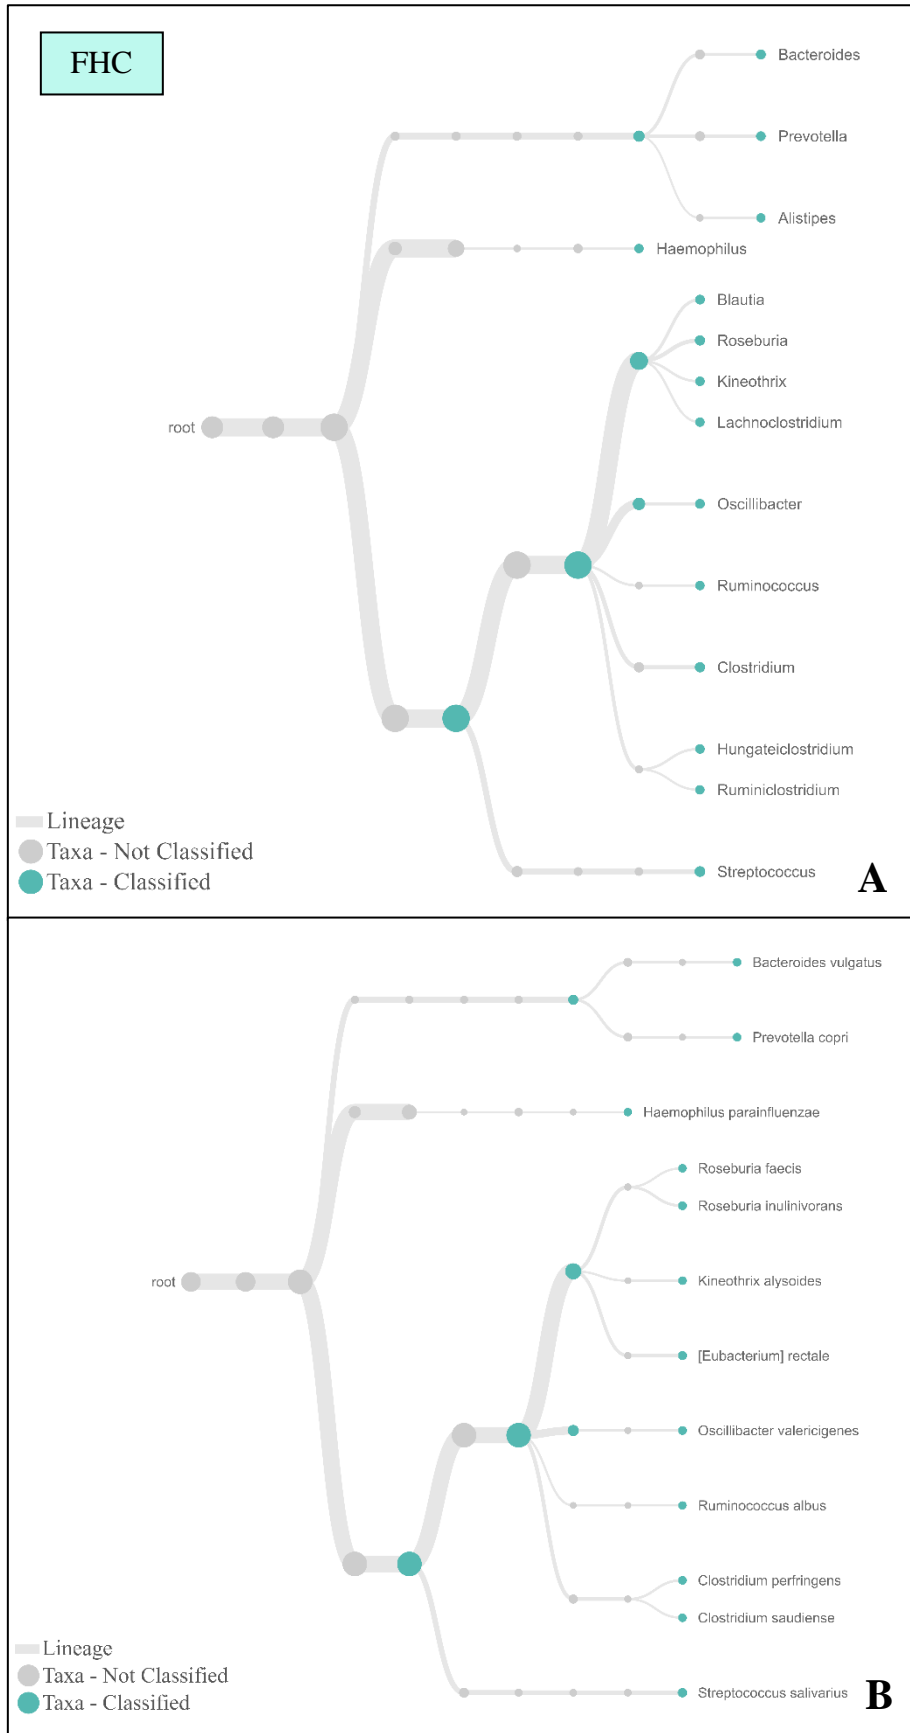 FHC
Bacteroides
Prevotella
Alistipes
Haemophilus
Blautia
Roseburia
Kineothrix
Lachnoclostridium
root
Oscillibacter
Ruminococcus
Clostridium
Hungateiclostridium
Ruminiclostridium
Streptococcus
Lineage
Taxa - Not Classified
Taxa - Classified
A
Bacteroides vulgatus
Prevotella copri
Haemophilus parainfluenzae
Roseburia faecis
Roseburia inulinivorans
root
Kineothrix alysoides
[Eubacterium] rectale
Oscillibacter valericigenes
Ruminococcus albus
Clostridium perfringens
Clostridium saudiense
Streptococcus salivarius
Lineage
Taxa - Not Classified
Taxa - Classified
B